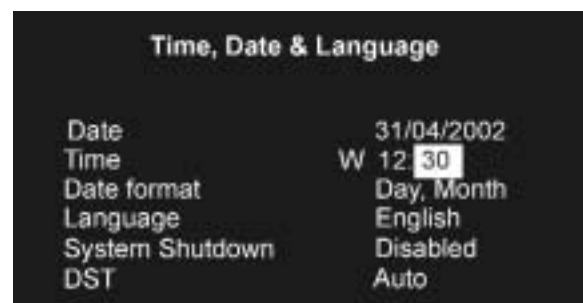 Time, Date & Language
Date 31/04/2002
Time W 12:30
Date format Day, Month
Language English
System Shutdown Disabled
DST Auto